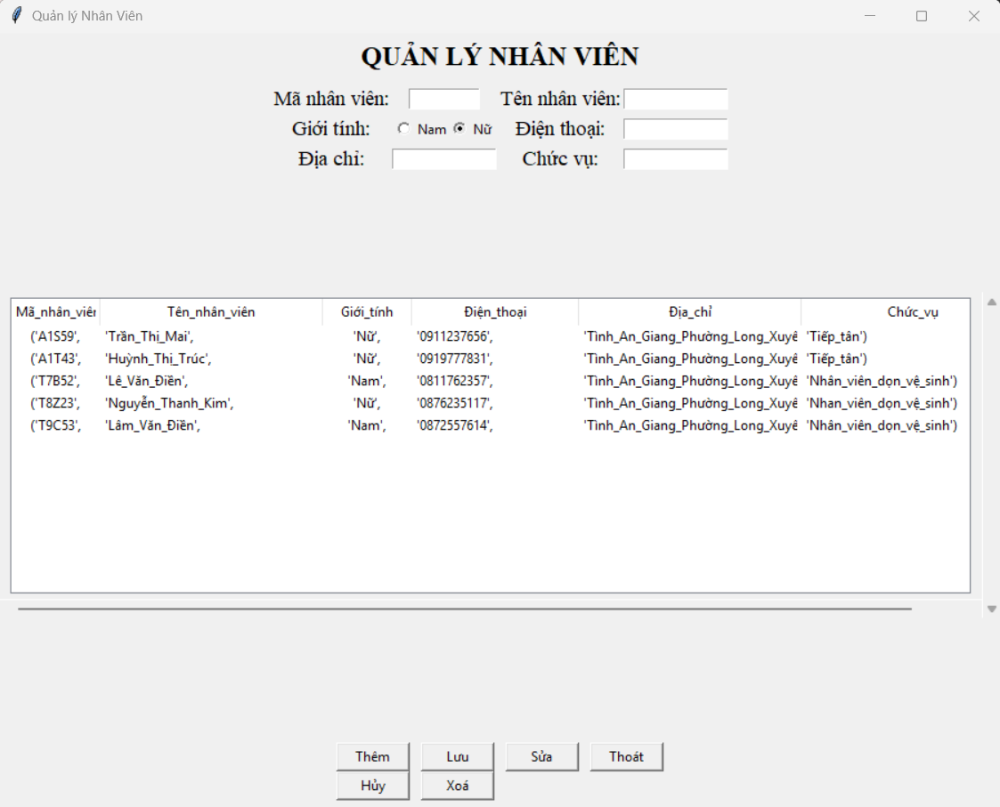 Quản lý Nhân Viên
QUẢN LÝ NHÂN VIÊN
Mã nhân viên: Tên nhân viên:
Giới tính: Nam Nữ Điện thoại:
Địa chỉ: Chức vụ:
Mã_nhân_viên Tên_nhân_viên Giới_tính Điện_thoại Địa_chỉ Chức_vụ
('A1S59', 'Trần_Thị_Mai', 'Nữ', '0911237656', 'Tỉnh_An_Giang_Phường_Long_Xuyê 'Tiếp_tân')
('A1T43', 'Huỳnh_Thị_Trúc', 'Nữ', '0919777831', 'Tỉnh_An_Giang_Phường_Long_Xuyê 'Tiếp_tân')
('T7B52', 'Lê_Văn_Điền', 'Nam', '0811762357', 'Tỉnh_An_Giang_Phường_Long_Xuyê 'Nhân_viên_dọn_vệ_sinh')
('T8Z23', 'Nguyễn_Thanh_Kim', 'Nữ', '0876235117', 'Tỉnh_An_Giang_Phường_Long_Xuyê 'Nhan_viên_dọn_vệ_sinh')
('T9C53', 'Lâm_Văn_Điền', 'Nam', '0872557614', 'Tỉnh_An_Giang_Phường_Long_Xuyê 'Nhân_viên_dọn_vệ_sinh')
Thêm Lưu Sửa Thoát
Hủy Xoá